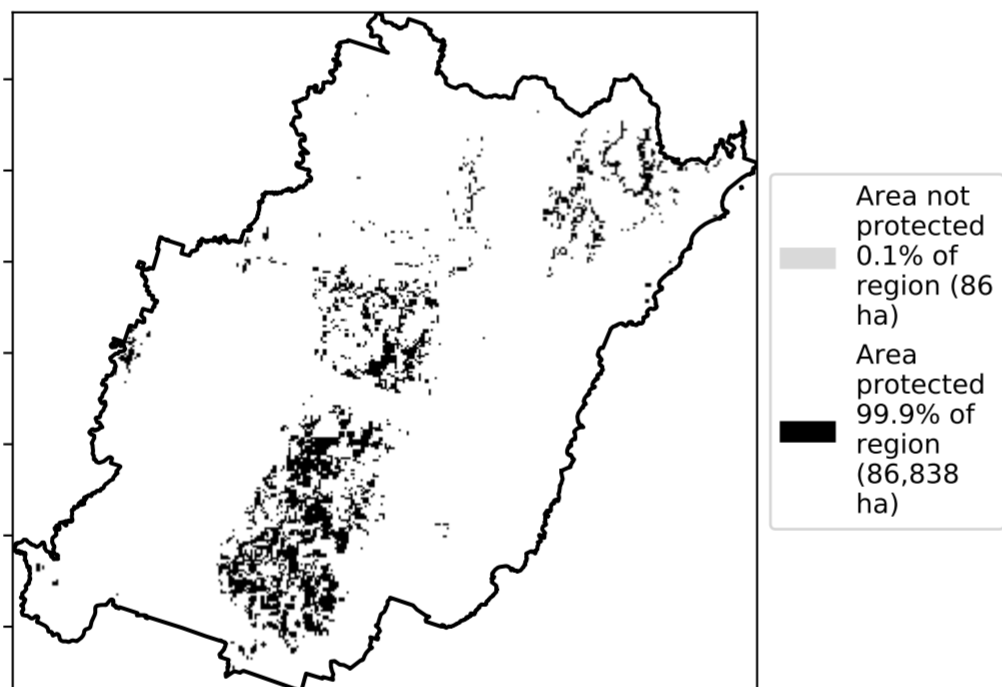 Area not
protected
0.1% of
region (86
ha)
Area
protected
99.9% of
region
(86,838
ha)